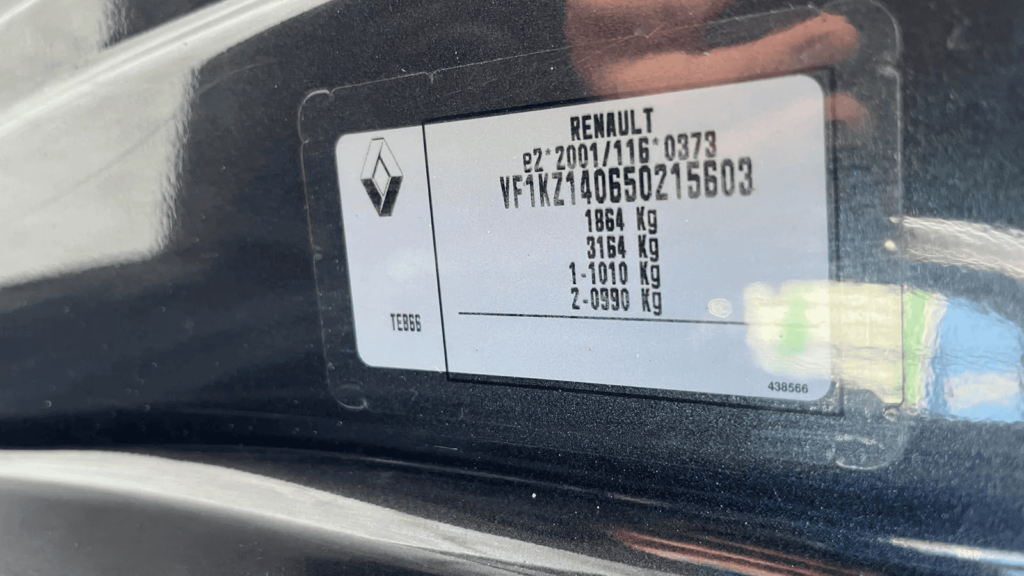 RENAULT
e2*2001/116*0373
VF1KZ140650215603
1864 Kg
3164 Kg
1-1010 Kg
2-0990 Kg
TEB66
438566